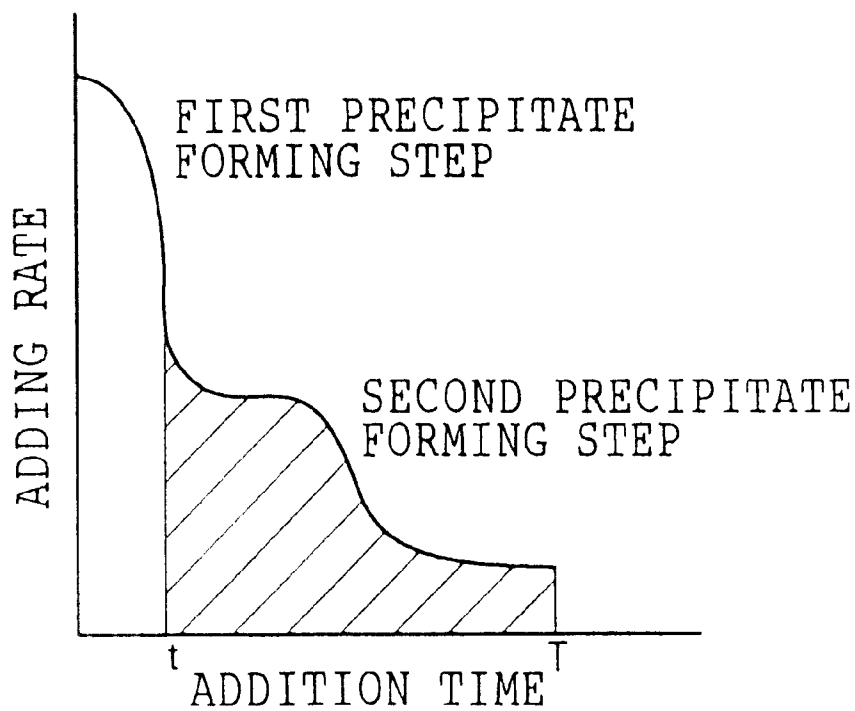 FIRST PRECIPITATE
FORMING STEP
ADDING RATE
SECOND PRECIPITATE
FORMING STEP
t
T
ADDITION TIME